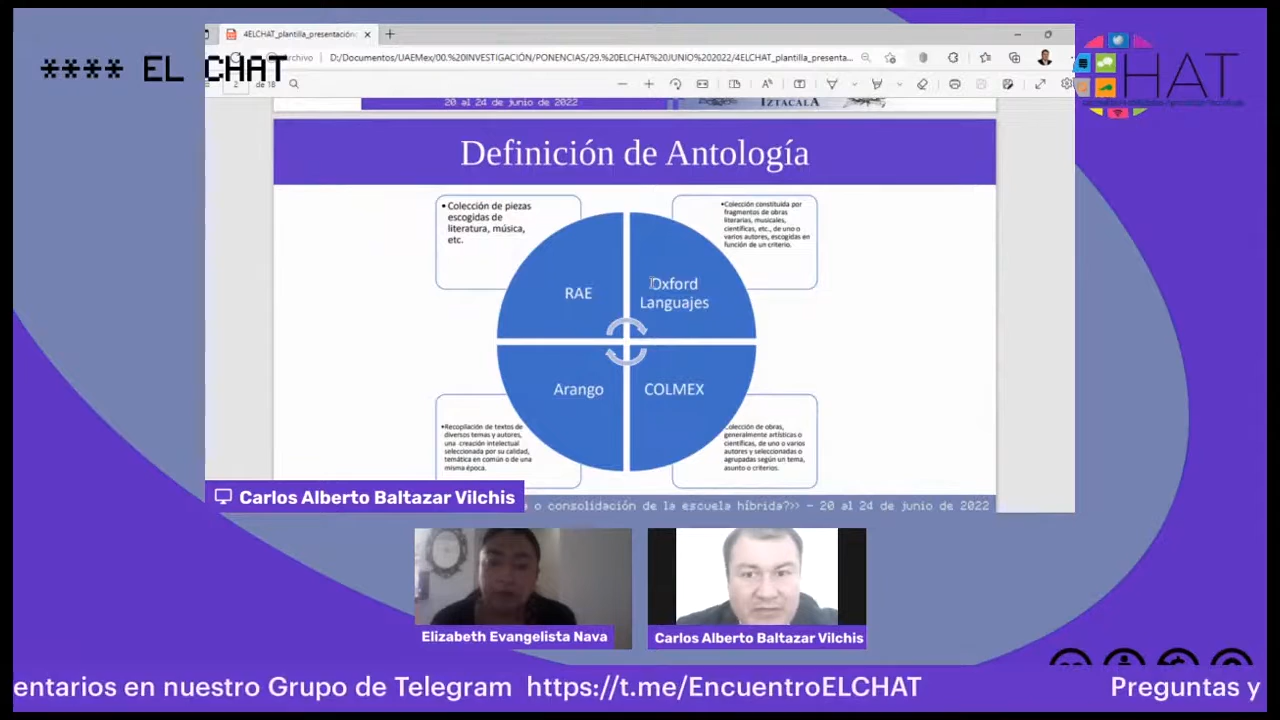 4ELCHAT_plantilla_presentación
**** EL CHAT
D:/Documentos/UAEMex/00.%20INVESTIGACIÓN/PONENCIAS/29.%20ELCHAT%20JUNIO%202022/4ELCHAT_plantilla_presenta...
HAT
2 de 18
20 al 24 de junio de 2022
IZTACALA
Definición de Antología
• Colección de piezas
escogidas de
literatura, música,
etc.
•Colección constituida por
fragmentos de obras
literarias, musicales,
científicas, etc., de uno o
varios autores, escogidas en
función de un criterio.
RAE
Oxford
Languajes
Arango
COLMEX
•Recopilación de textos de
diversos temas y autores,
una creación intelectual
seleccionada por su calidad,
temática en común o de una
misma época.
Colección de obras,
generalmente artísticas o
científicas, de uno o varios
autores y seleccionadas o
agrupadas según un tema,
asunto o criterios.
Carlos Alberto Baltazar Vilchis
o consolidación de la escuela híbrida?>> – 20 al 24 de junio de 2022
Elizabeth Evangelista Nava
Carlos Alberto Baltazar Vilchis
entarios en nuestro Grupo de Telegram https://t.me/EncuentroELCHAT
Preguntas y